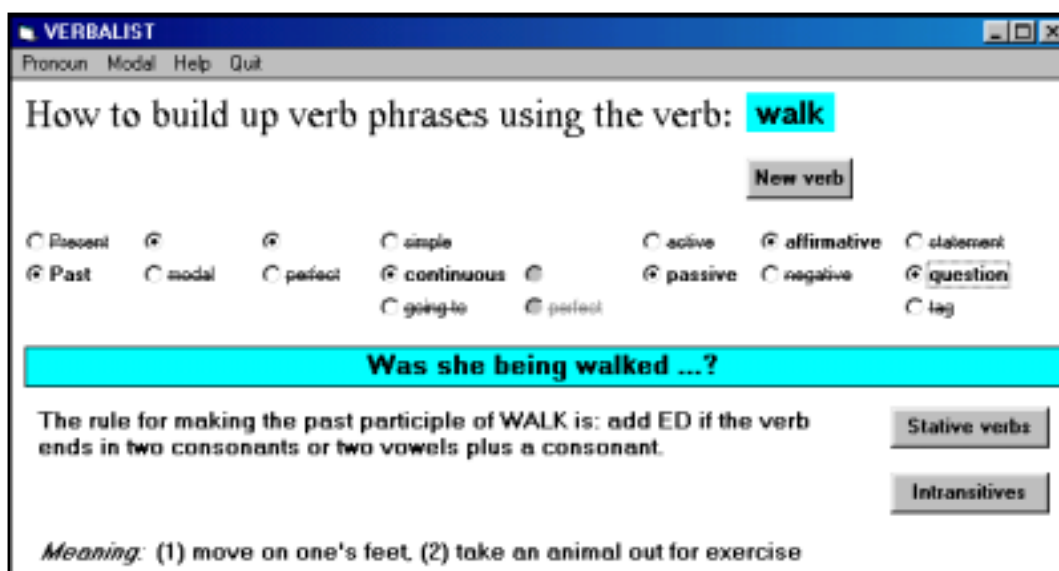 VERBALIST
Pronoun Modal Help Quit
How to build up verb phrases using the verb: walk
New verb
Present simple active affirmative statement
Past modal perfect continuous passive negative question
going to perfect tag
Was she being walked ...?
The rule for making the past participle of WALK is: add ED if the verb
ends in two consonants or two vowels plus a consonant.
Stative verbs
Intransitives
Meaning: (1) move on one's feet, (2) take an animal out for exercise